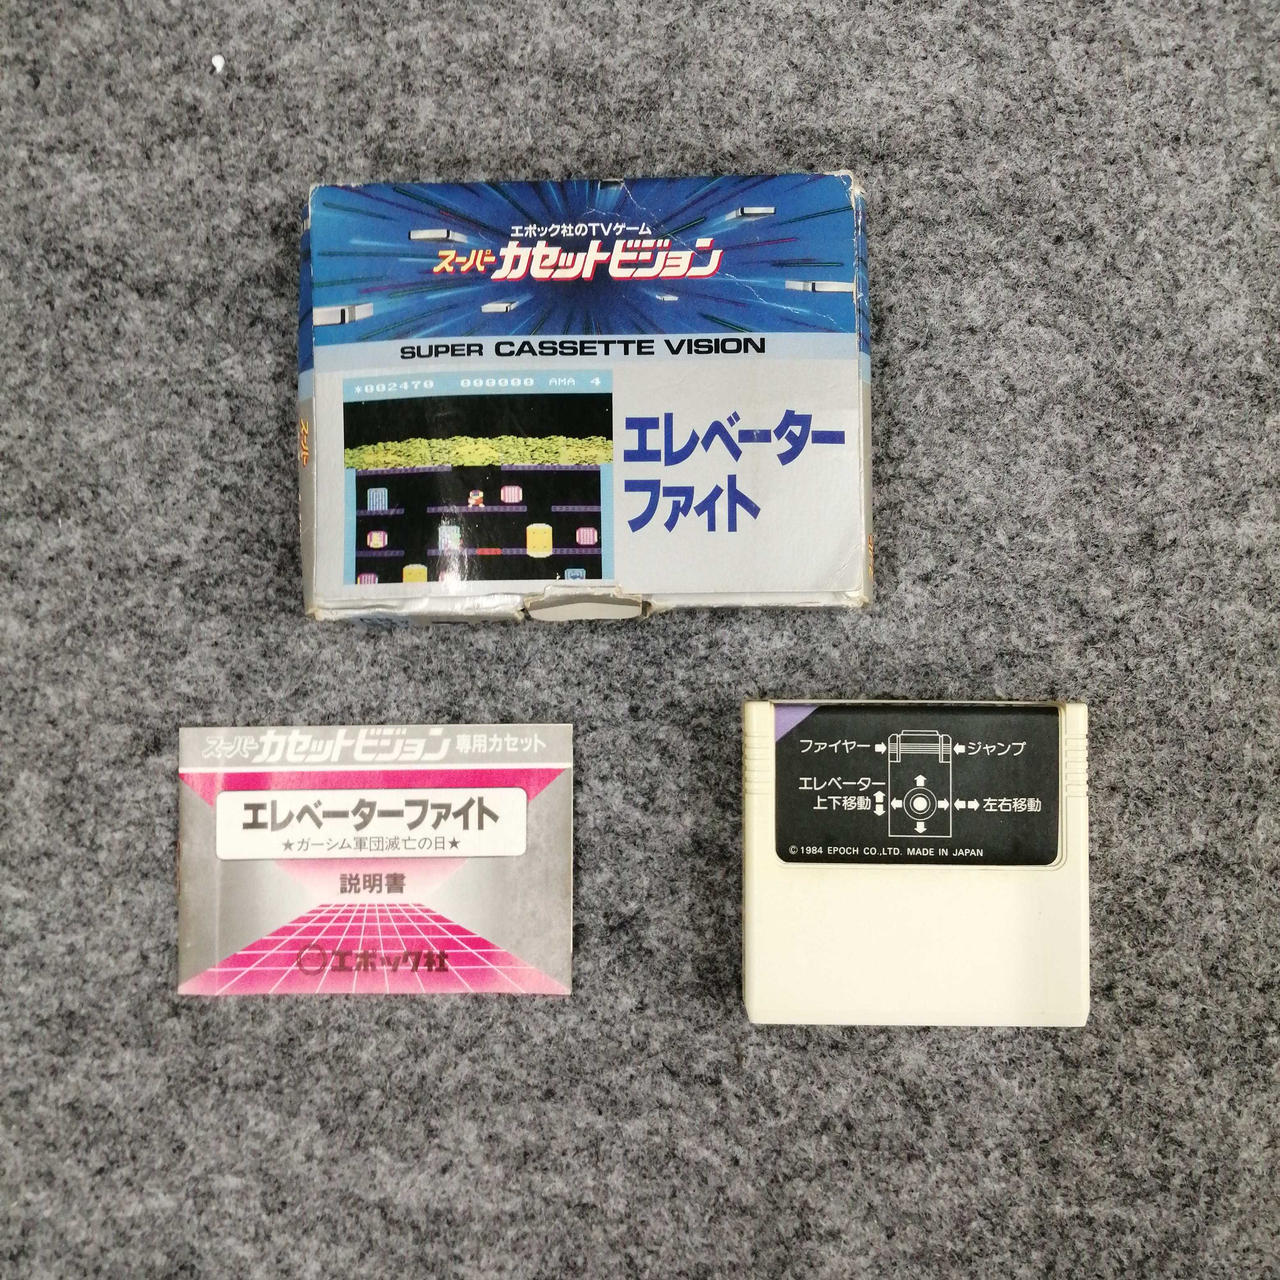 エポック社のTVゲーム
スーパーカセットビジョン
SUPER CASSETTE VISION
*002470 000000 AMA 4
エレベーター
ファイト
スーパーカセットビジョン専用カセット
エレベーターファイト
★ガーシム軍団滅亡の日★
説明書
エポック社
ファイヤー
ジャンプ
エレベーター
上下移動
左右移動
© 1984 EPOCH CO.,LTD. MADE IN JAPAN